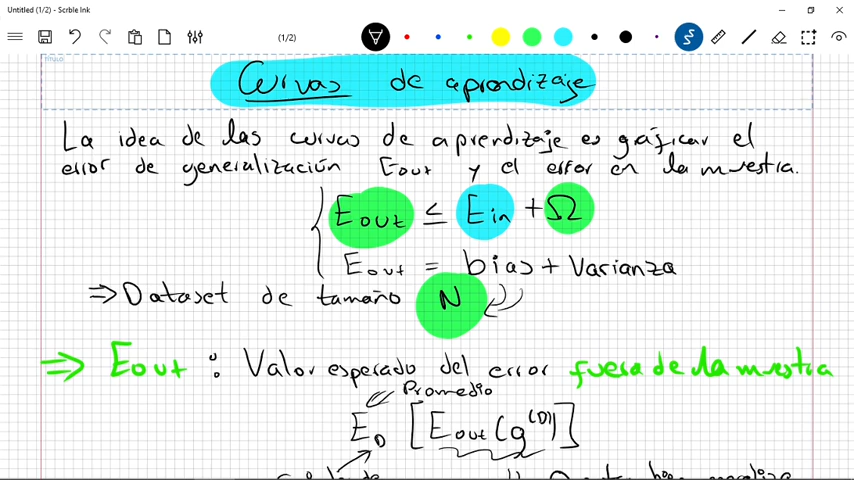 Untitled (1/2) - Scrble Ink
(1/2)
TÍTULO
Curvas de aprendizaje
La idea de las curvas de aprendizaje es gráficar el
error de generalización Eout y el error en la muestra.
Eout ≤ Ein + Ω
Eout = bias + Varianza
⇒ Dataset de tamaño N
⇒ Eout : Valor esperado del error fuera de la muestra
Promedio
E_D [Eout(g^(D))]